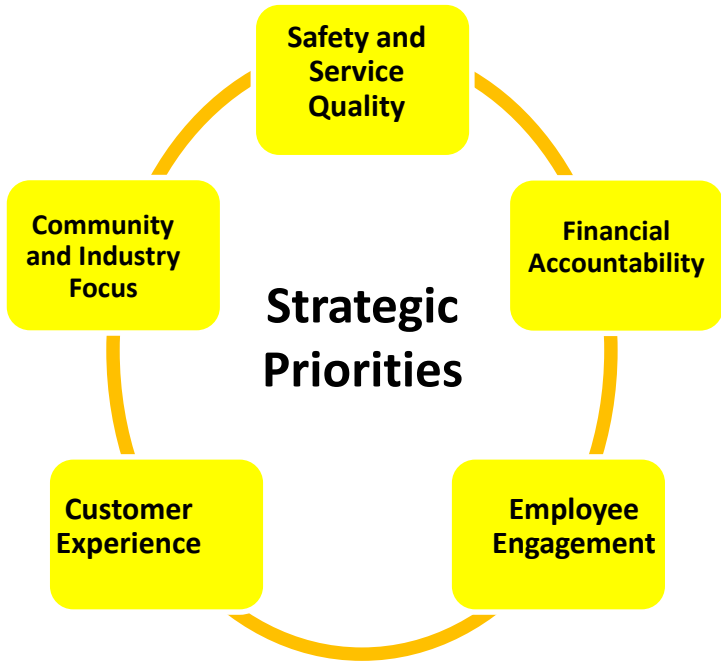 Safety and
Service
Quality
Financial
Accountability
Employee
Engagement
Customer
Experience
Community
and Industry
Focus
Strategic
Priorities